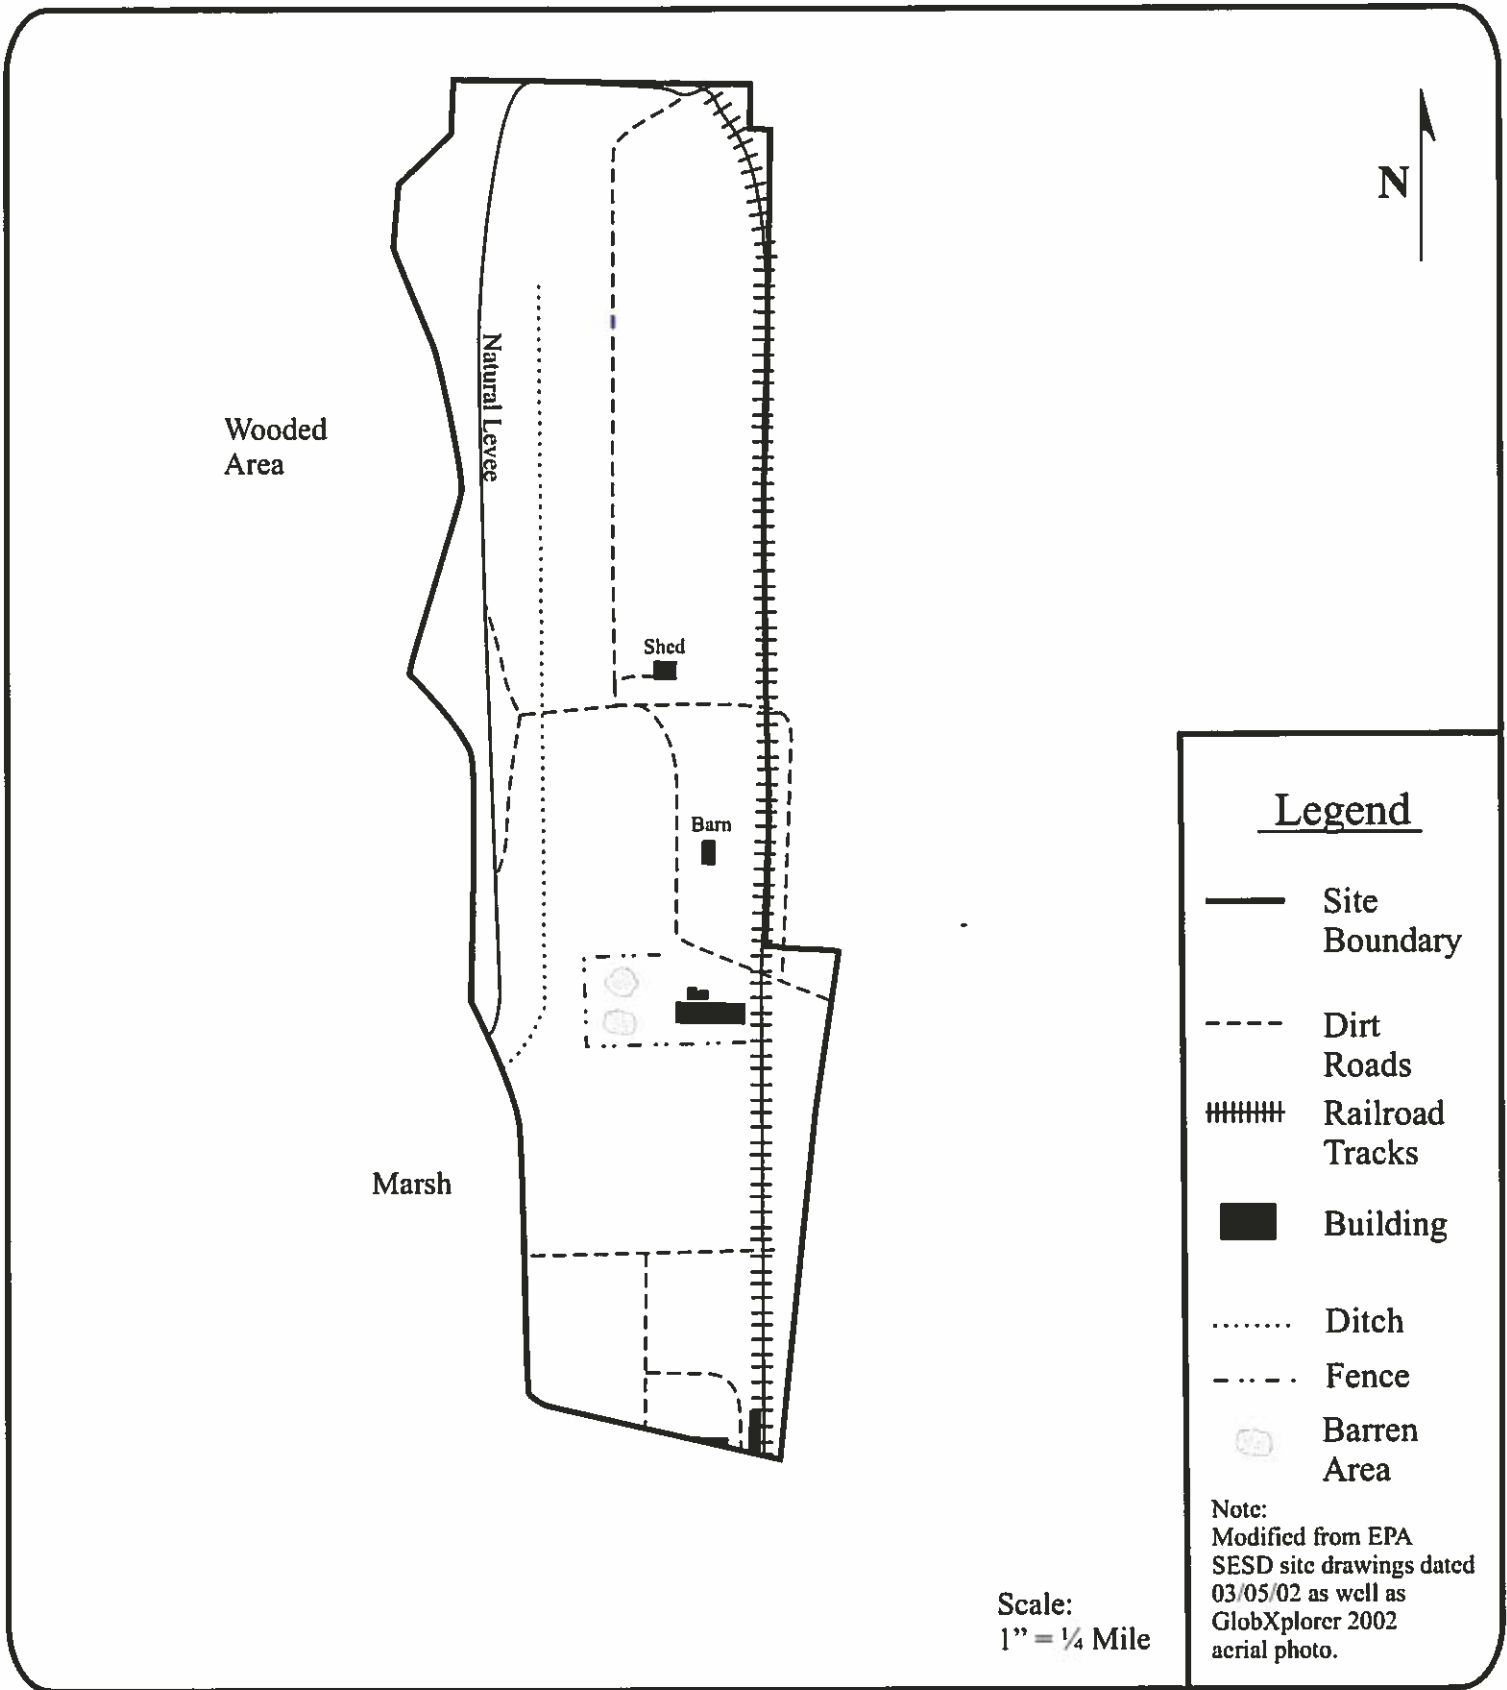 N
Natural Levee
Wooded
Area
Shed
Barn
Marsh
Legend
Site
Boundary
Dirt
Roads
Railroad
Tracks
Building
Ditch
Fence
Barren
Area
Note:
Modified from EPA
SESD site drawings dated
03/05/02 as well as
GlobXplorer 2002
aerial photo.
Scale:
1” = ¼ Mile